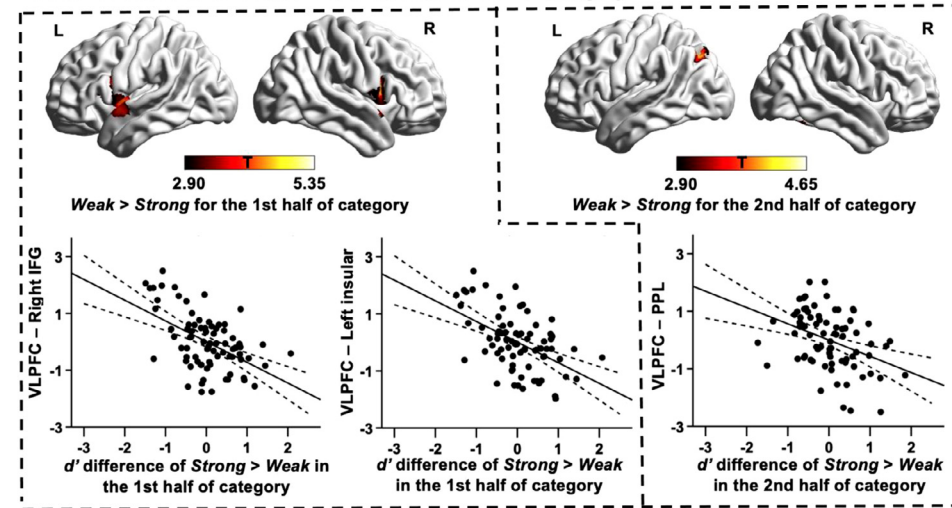 L
R
T
2.90
5.35
Weak > Strong for the 1st half of category
L
R
T
2.90
4.65
Weak > Strong for the 2nd half of category
VLPFC – Right IFG
3
1
-1
-3
-3
-2
-1
0
1
2
d' difference of Strong > Weak in
the 1st half of category
VLPFC – Left insular
3
1
-1
-3
-3
-2
-1
0
1
2
d' difference of Strong > Weak
in the 1st half of category
VLPFC – PPL
3
1
-1
-3
-3
-2
-1
0
1
2
d' difference of Strong > Weak
in the 2nd half of category